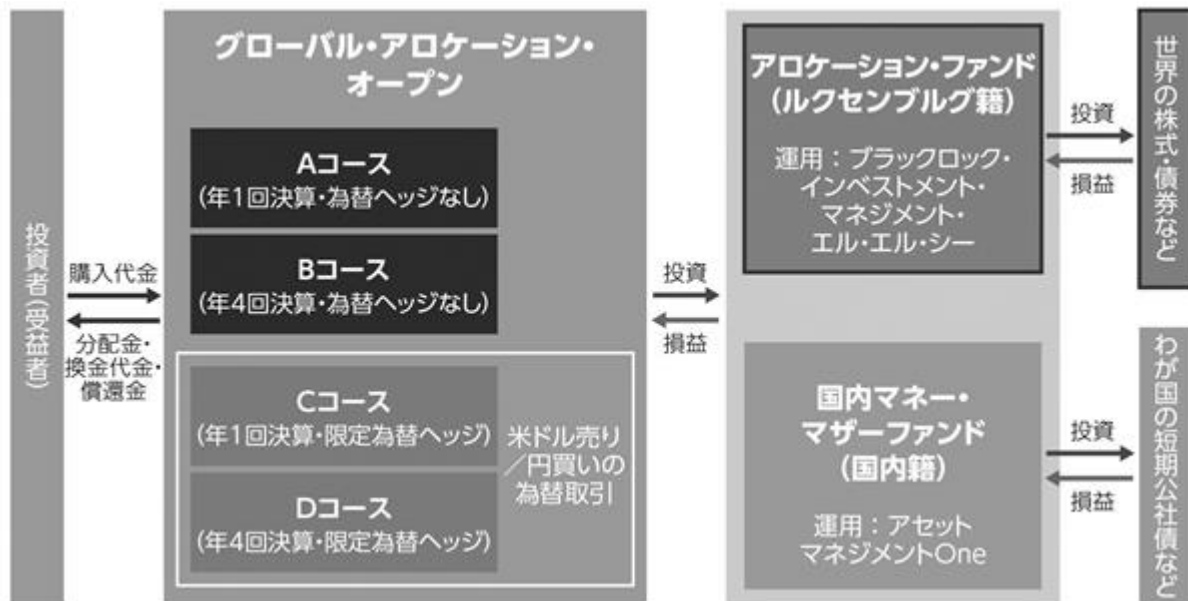 投資者(受益者)
購入代金
分配金・
換金代金・
償還金
グローバル・アロケーション・
オープン
Aコース
(年1回決算・為替ヘッジなし)
Bコース
(年4回決算・為替ヘッジなし)
Cコース
(年1回決算・限定為替ヘッジ)
Dコース
(年4回決算・限定為替ヘッジ)
米ドル売り
／円買いの
為替取引
投資
損益
アロケーション・ファンド
(ルクセンブルグ籍)
運用：ブラックロック・
インベストメント・
マネジメント・
エル・エル・シー
投資
損益
世界の株式・債券など
国内マネー・
マザーファンド
(国内籍)
運用：アセット
マネジメントOne
投資
損益
わが国の短期公社債など